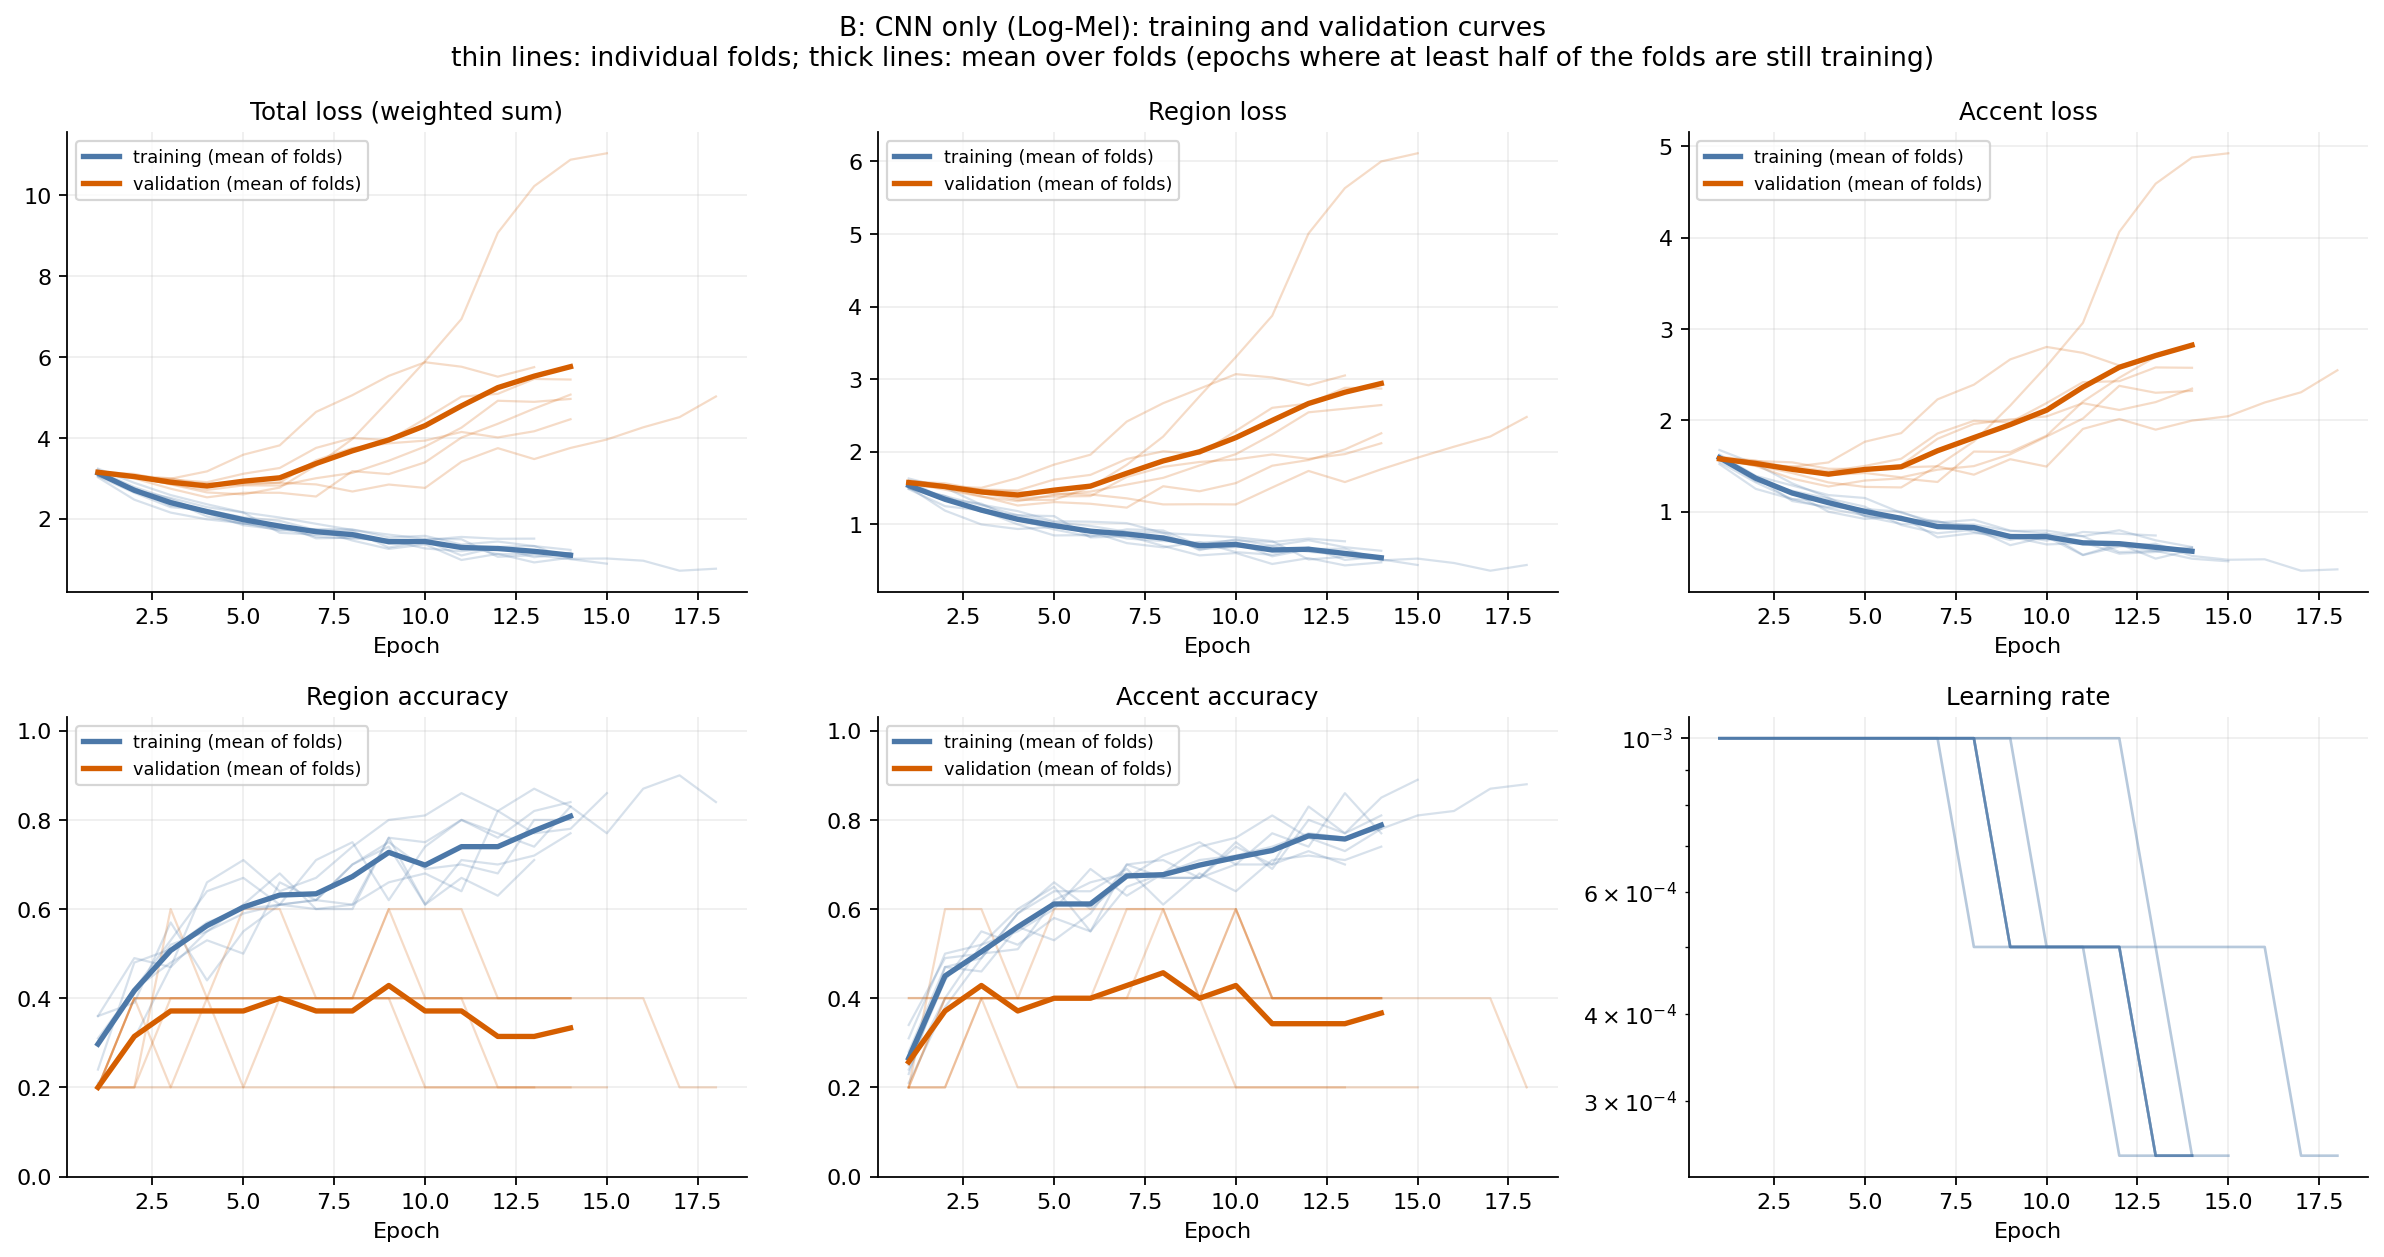 B: CNN only (Log-Mel): training and validation curves
thin lines: individual folds; thick lines: mean over folds (epochs where at least half of the folds are still training)
Total loss (weighted sum)
training (mean of folds)
validation (mean of folds)
10
8
6
4
2
2.5 5.0 7.5 10.0 12.5 15.0 17.5
Epoch
Region loss
training (mean of folds)
validation (mean of folds)
6
5
4
3
2
1
2.5 5.0 7.5 10.0 12.5 15.0 17.5
Epoch
Accent loss
training (mean of folds)
validation (mean of folds)
5
4
3
2
1
2.5 5.0 7.5 10.0 12.5 15.0 17.5
Epoch
Region accuracy
training (mean of folds)
validation (mean of folds)
1.0
0.8
0.6
0.4
0.2
0.0
2.5 5.0 7.5 10.0 12.5 15.0 17.5
Epoch
Accent accuracy
training (mean of folds)
validation (mean of folds)
1.0
0.8
0.6
0.4
0.2
0.0
2.5 5.0 7.5 10.0 12.5 15.0 17.5
Epoch
Learning rate
10⁻³
6 × 10⁻⁴
4 × 10⁻⁴
3 × 10⁻⁴
2.5 5.0 7.5 10.0 12.5 15.0 17.5
Epoch